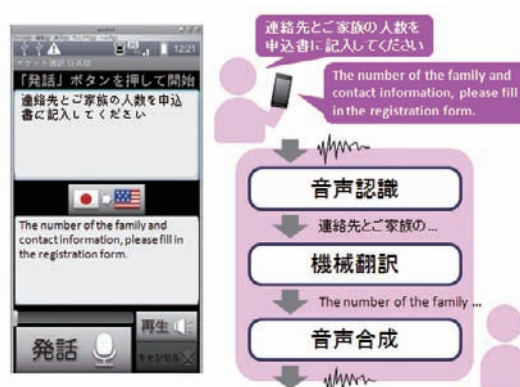 12:21
「発話」ボタンを押して開始
連絡先とご家族の人数を申込
書に記入してください
The number of the family and
contact information, please fill in
the registration form.
再生
発話
キャンセル
連絡先とご家族の人数を
申込書に記入してください
The number of the family and
contact information, please fill
in the registration form.
音声認識
連絡先とご家族の...
機械翻訳
The number of the family ...
音声合成